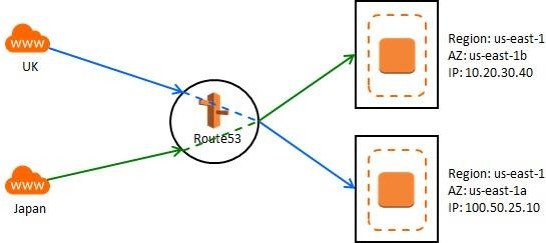 WWW
UK
Region: us-east-1
AZ: us-east-1b
IP: 10.20.30.40
Route53
WWW
Japan
Region: us-east-1
AZ: us-east-1a
IP: 100.50.25.10